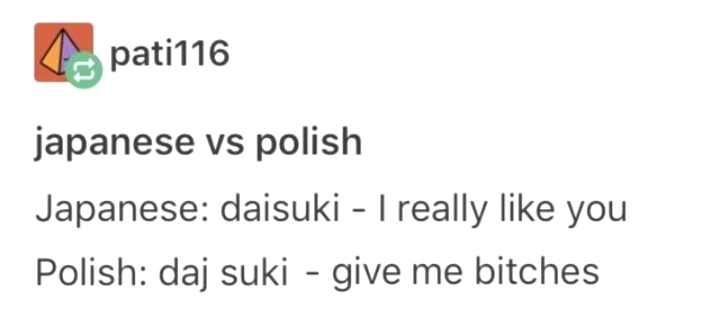 pati116
japanese vs polish
Japanese: daisuki - I really like you
Polish: daj suki - give me bitches